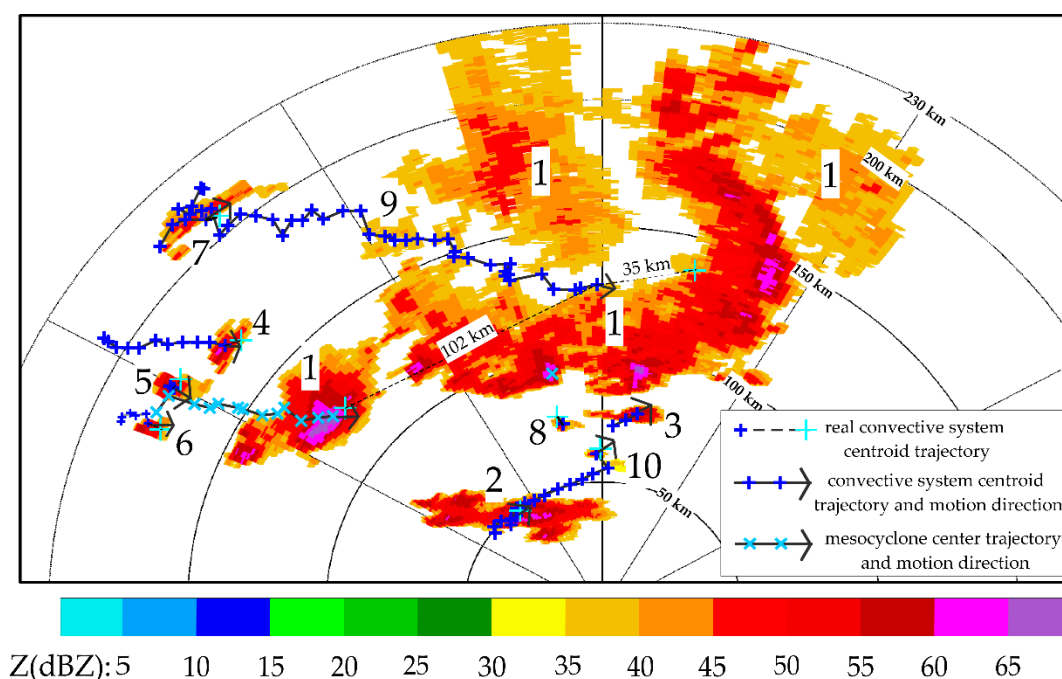 230 km
200 km
1
1
9
7
35 km
150 km
1
4
102 km
1
5
100 km
6
8
3
10
2
50 km
real convective system
centroid trajectory
convective system centroid
trajectory and motion direction
mesocyclone center trajectory
and motion direction
Z(dBZ): 5 10 15 20 25 30 35 40 45 50 55 60 65